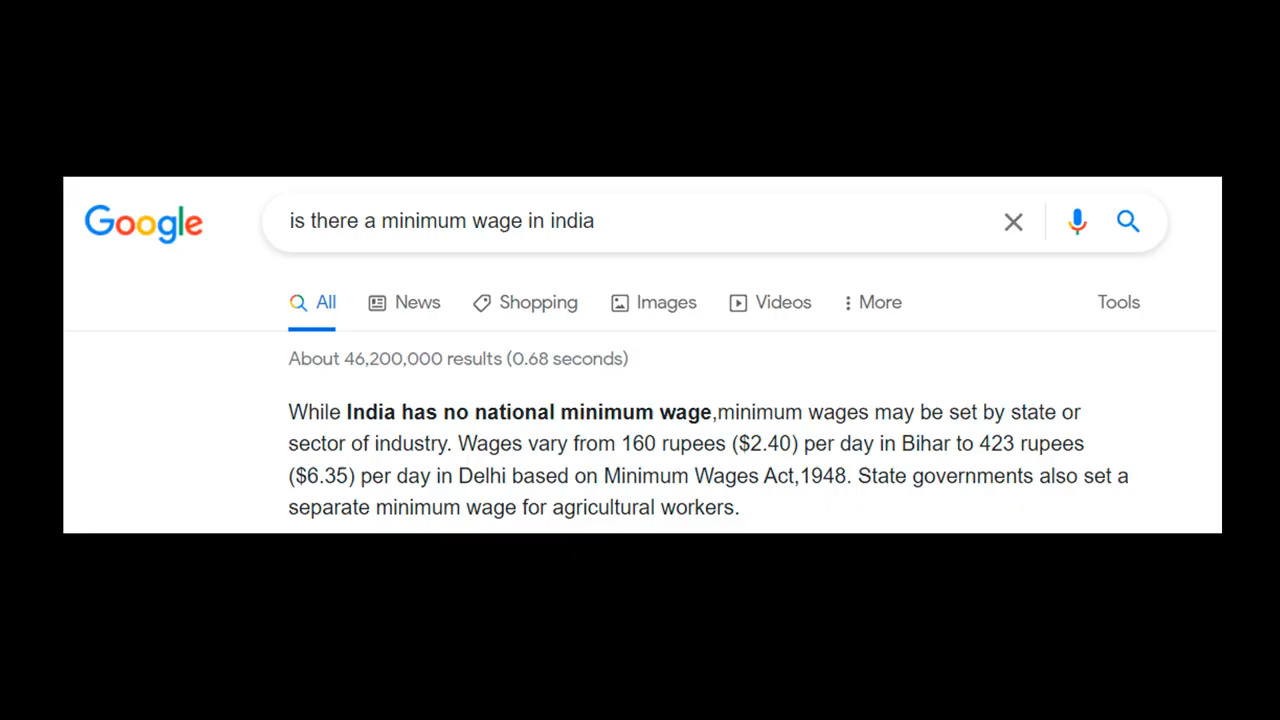 Google
is there a minimum wage in india
All News Shopping Images Videos More Tools
About 46,200,000 results (0.68 seconds)
While India has no national minimum wage,minimum wages may be set by state or
sector of industry. Wages vary from 160 rupees ($2.40) per day in Bihar to 423 rupees
($6.35) per day in Delhi based on Minimum Wages Act,1948. State governments also set a
separate minimum wage for agricultural workers.